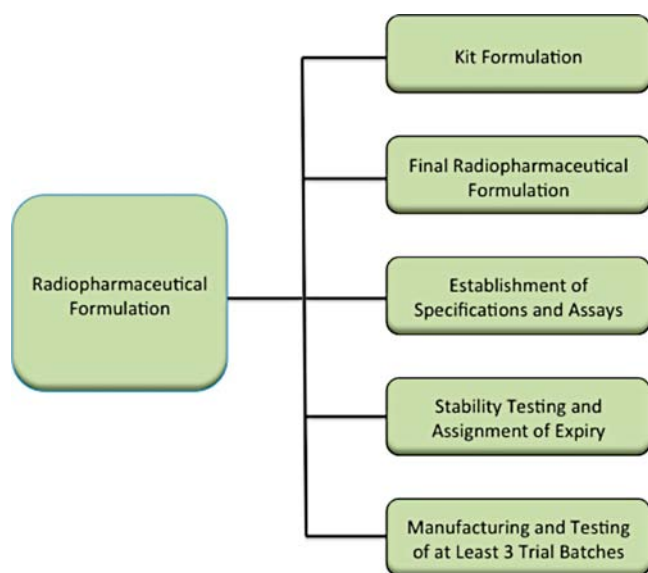 Kit Formulation
Final Radiopharmaceutical
Formulation
Radiopharmaceutical
Formulation
Establishment of
Specifications and Assays
Stability Testing and
Assignment of Expiry
Manufacturing and Testing
of at Least 3 Trial Batches